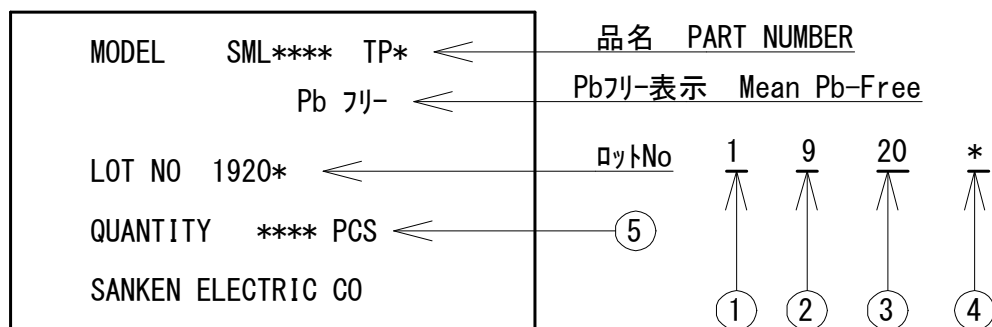 MODEL SML**** TP*
品名 PART NUMBER
Pb フリー
Pbフリー表示 Mean Pb-Free
LOT NO 1920*
ロットNo 1 9 20 *
QUANTITY **** PCS
⑤
SANKEN ELECTRIC CO
① ② ③ ④